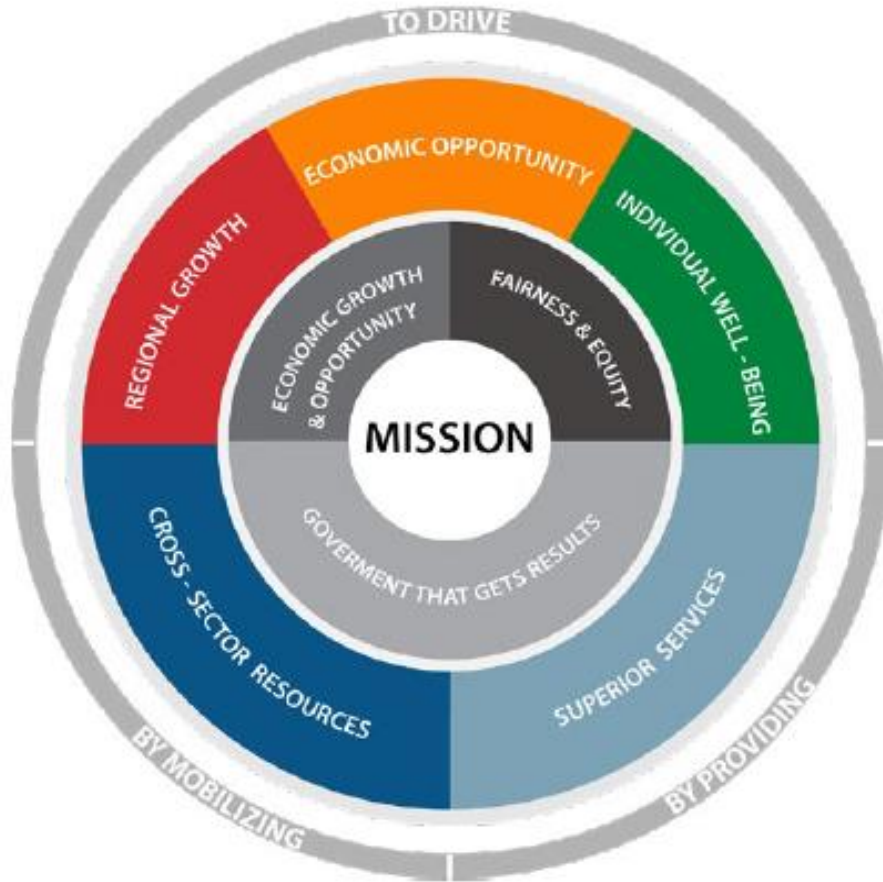 TO DRIVE
ECONOMIC OPPORTUNITY
REGIONAL GROWTH
INDIVIDUAL WELL - BEING
ECONOMIC GROWTH
& OPPORTUNITY
FAIRNESS & EQUITY
MISSION
GOVERMENT THAT GETS RESULTS
CROSS - SECTOR RESOURCES
SUPERIOR SERVICES
BY MOBILIZING
BY PROVIDING